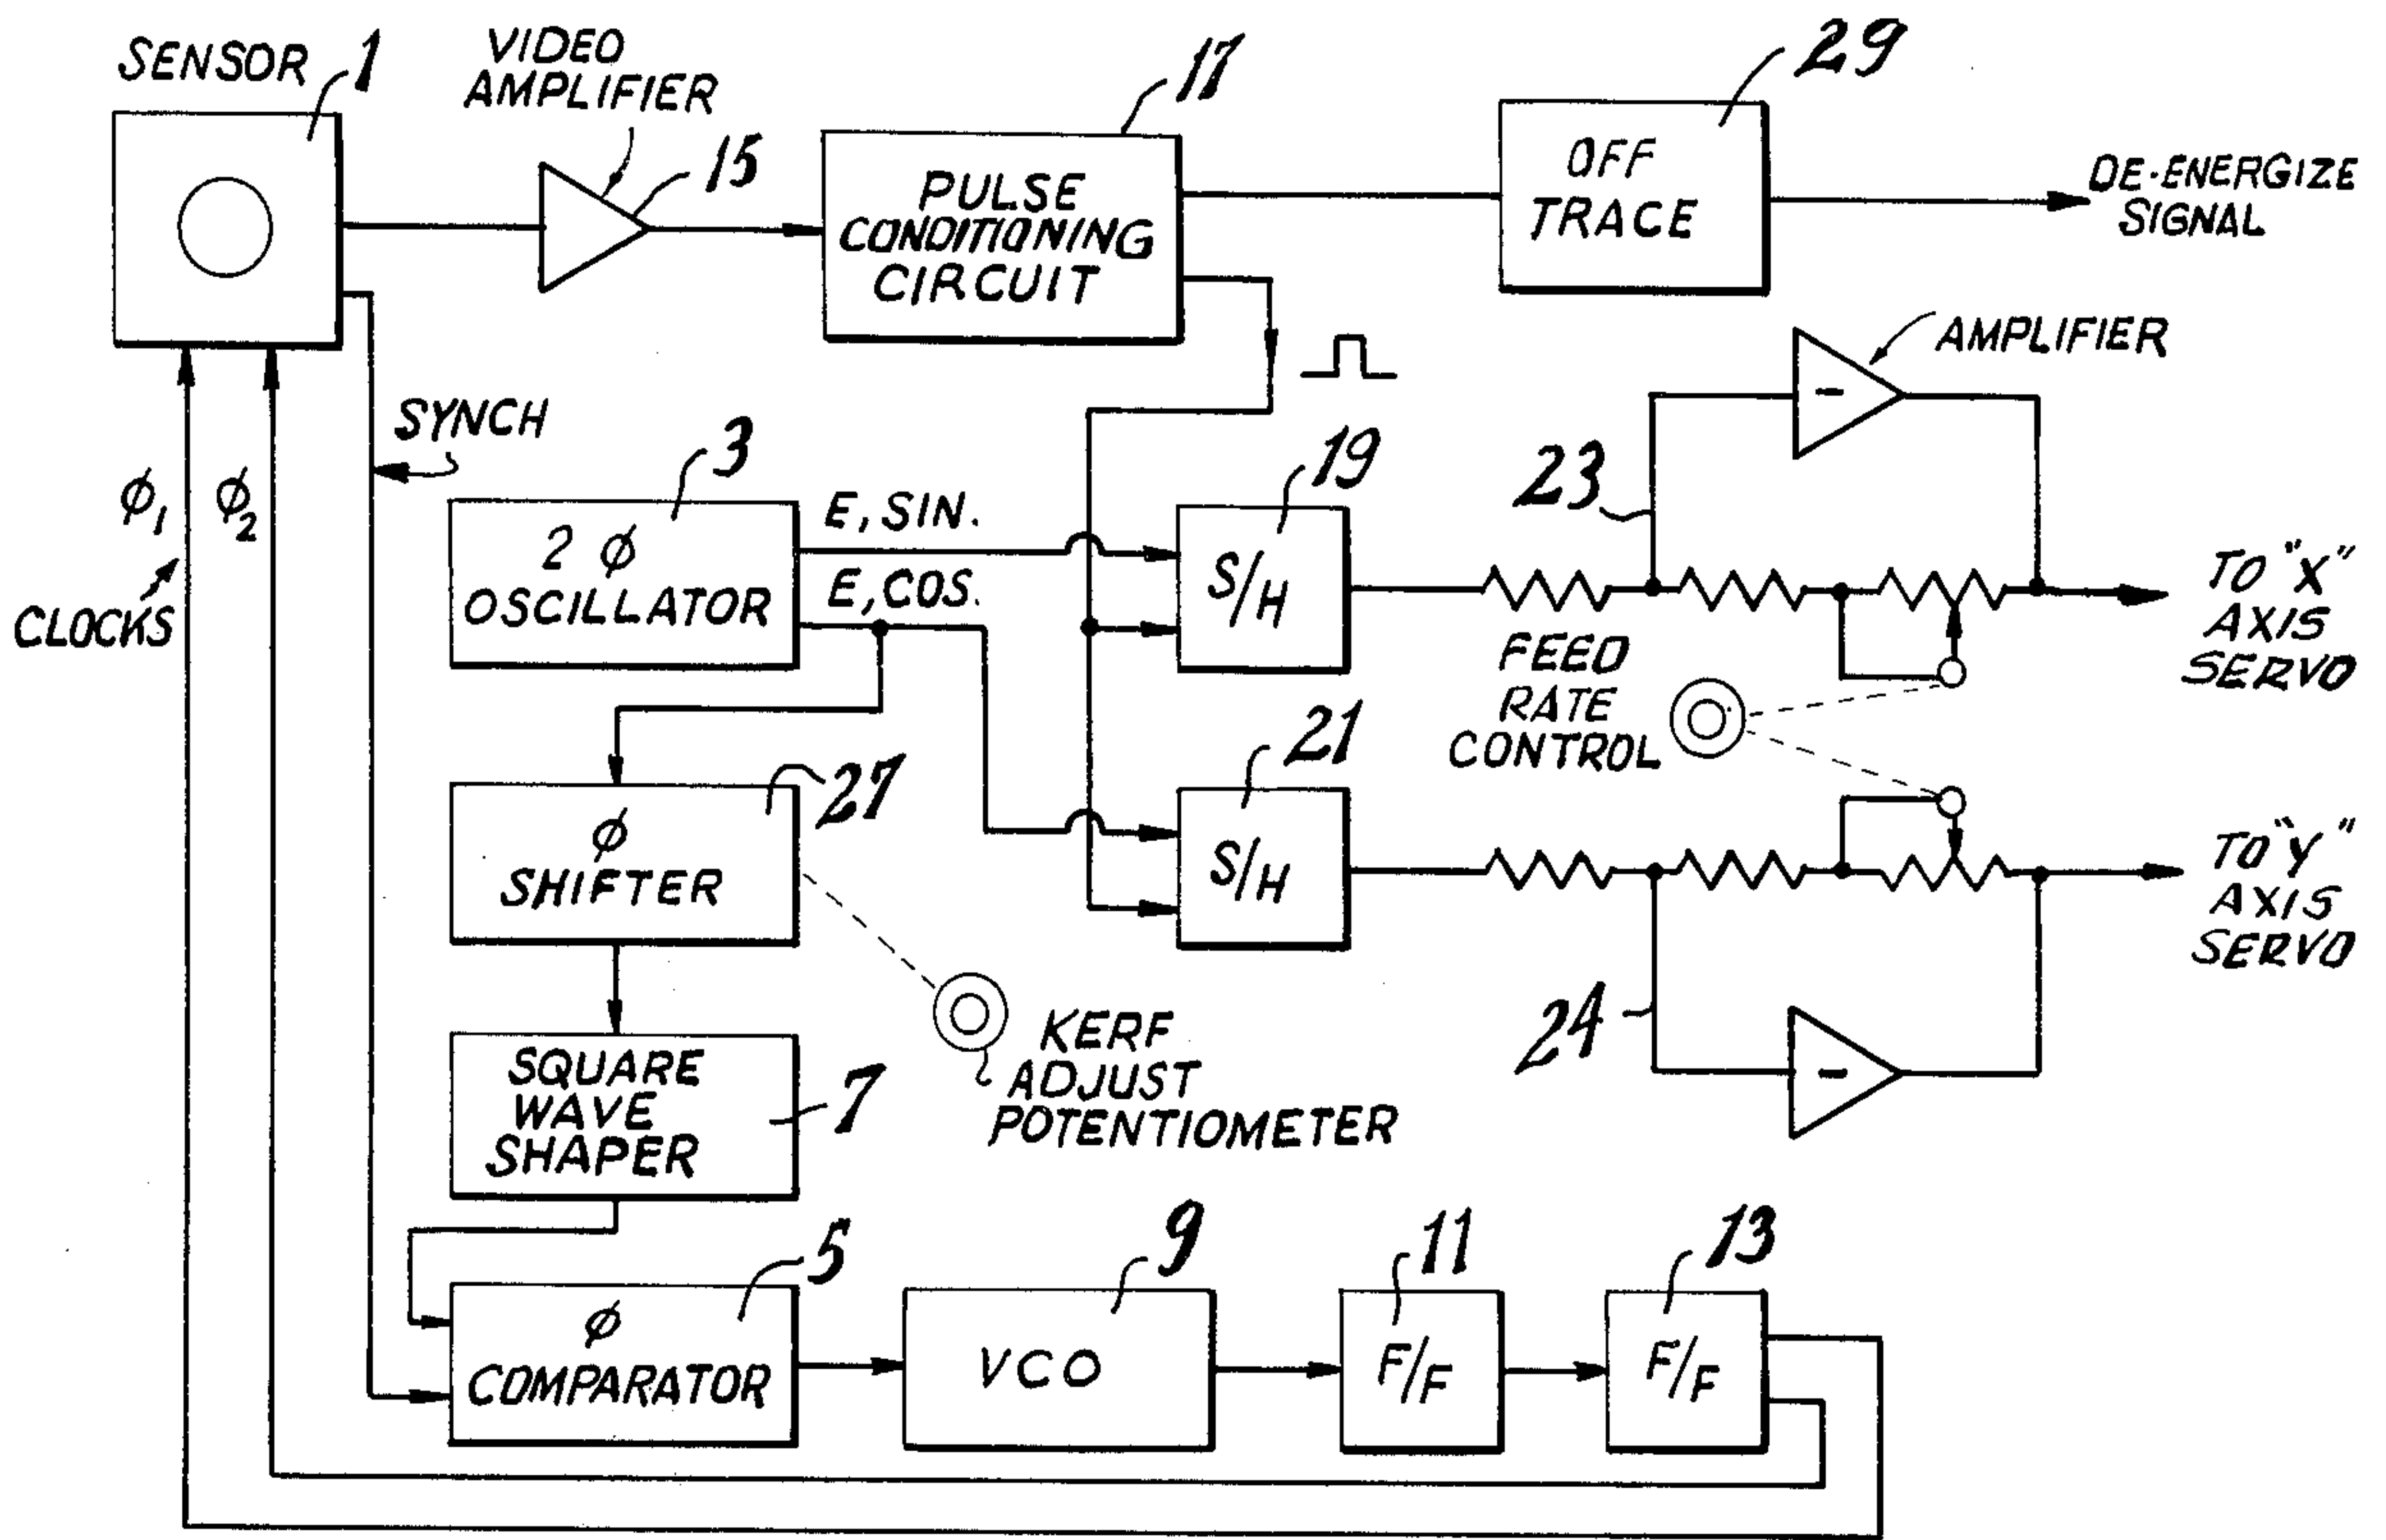 SENSOR
1
VIDEO
AMPLIFIER
15
17
PULSE
CONDITIONING
CIRCUIT
29
OFF
TRACE
DE-ENERGIZE
SIGNAL
AMPLIFIER
SYNCH
ϕ1
ϕ2
CLOCKS
3
2 ϕ
OSCILLATOR
E, SIN.
E, COS.
19
S/H
23
TO "X"
AXIS
SERVO
FEED
RATE
CONTROL
21
S/H
27
ϕ
SHIFTER
TO "Y"
AXIS
SERVO
24
KERF
ADJUST
POTENTIOMETER
SQUARE
WAVE
SHAPER
7
5
ϕ
COMPARATOR
9
VCO
11
F/F
13
F/F